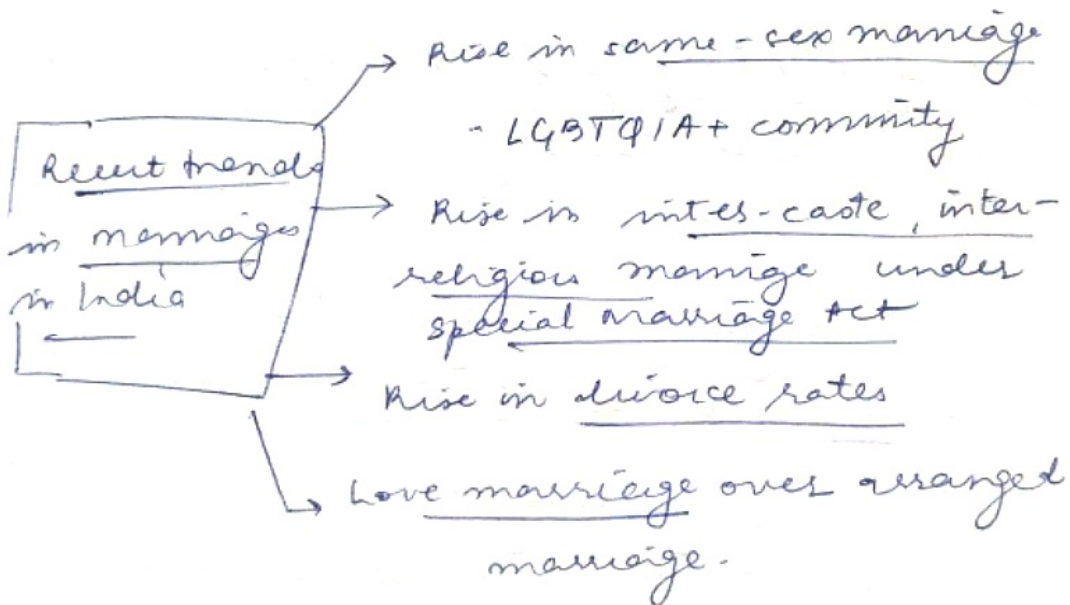 Recent trends
in marriages
in India
Rise in same-sex marriage
- LGBTQIA+ community
Rise in inter-caste, inter-
religious marriage under
Special Marriage Act
Rise in divorce rates
Love marriage over arranged
marriage.